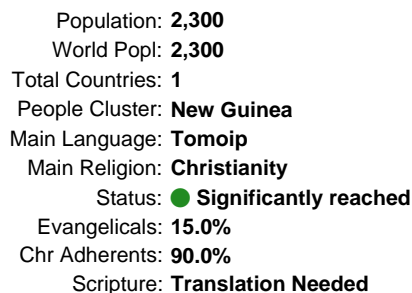 Population: 2,300
World Popl: 2,300
Total Countries: 1
People Cluster: New Guinea
Main Language: Tomoip
Main Religion: Christianity
Status: Significantly reached
Evangelicals: 15.0%
Chr Adherents: 90.0%
Scripture: Translation Needed